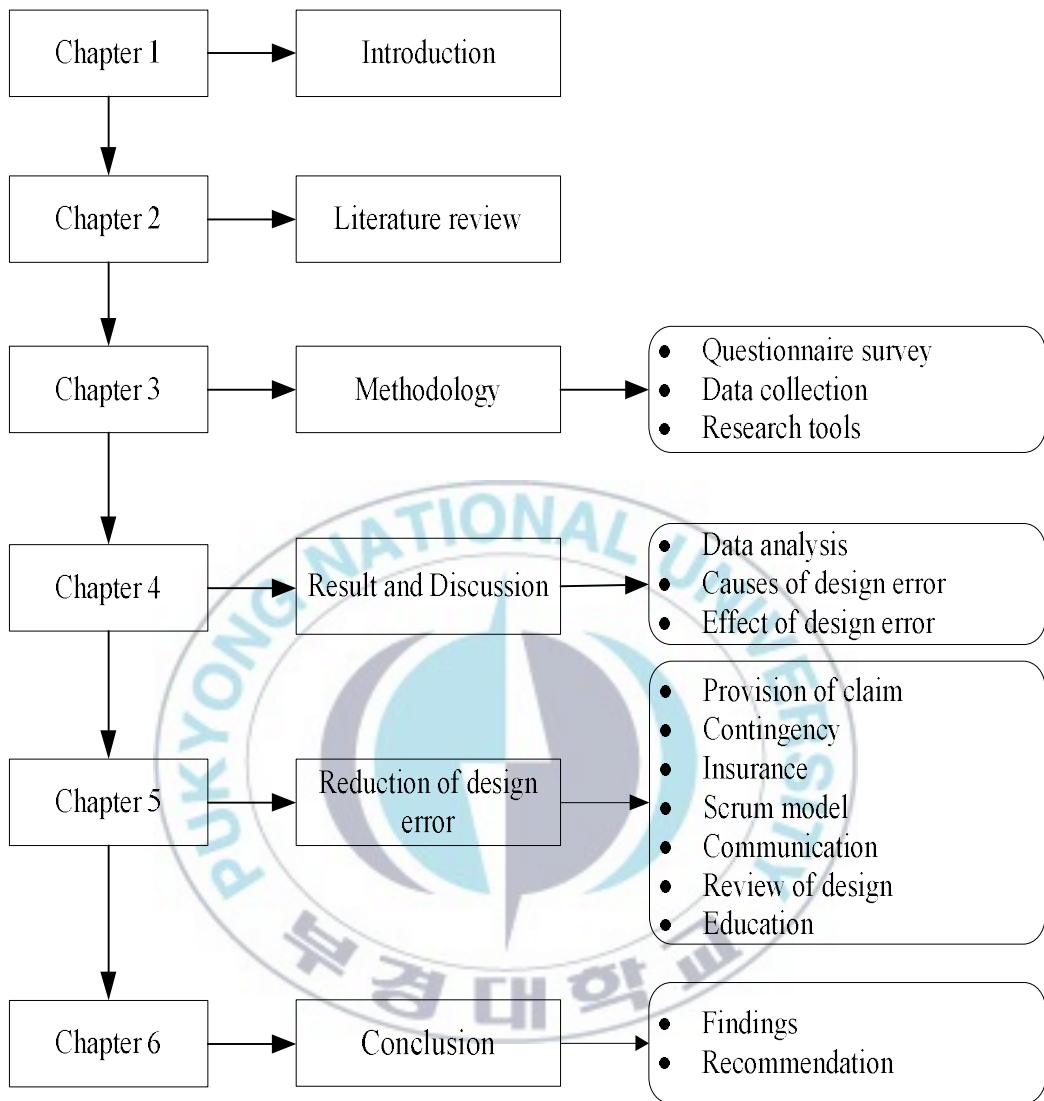 Chapter 1
Introduction
Chapter 2
Literature review
Chapter 3
Methodology
• Questionnaire survey
• Data collection
• Research tools
Chapter 4
Result and Discussion
• Data analysis
• Causes of design error
• Effect of design error
Chapter 5
Reduction of design
error
• Provision of claim
• Contingency
• Insurance
• Scrum model
• Communication
• Review of design
• Education
Chapter 6
Conclusion
• Findings
• Recommendation
PUKYONG NATIONAL UNIVERSITY
부경대학교